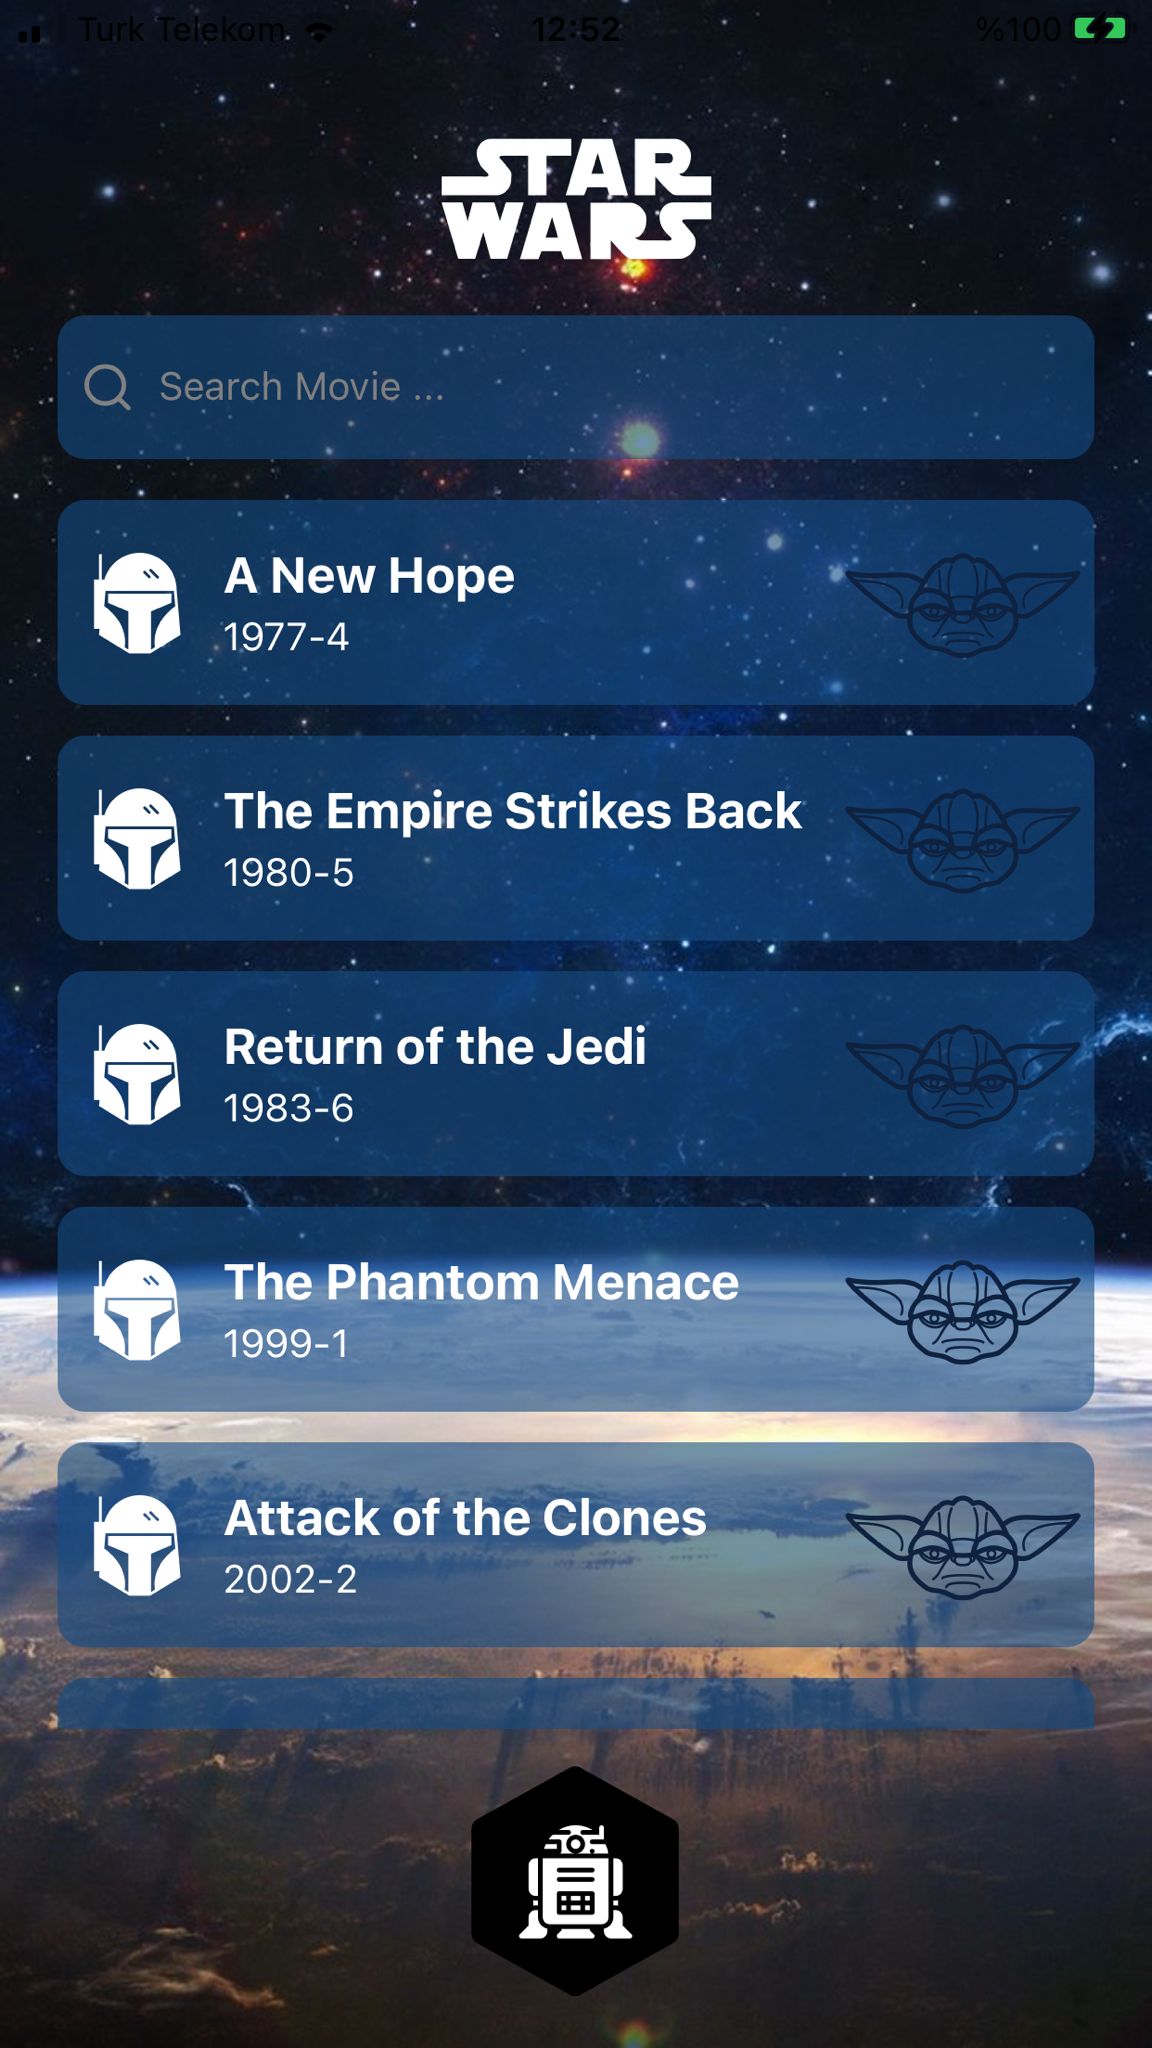 Turk Telekom
12:52
%100
STAR
WARS
Search Movie ...
A New Hope
1977-4
The Empire Strikes Back
1980-5
Return of the Jedi
1983-6
The Phantom Menace
1999-1
Attack of the Clones
2002-2